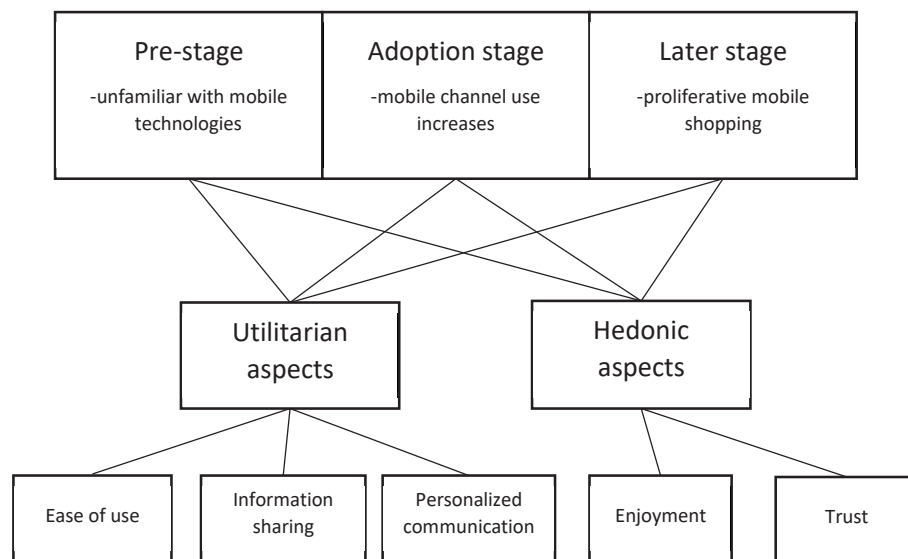 Pre-stage
-unfamiliar with mobile
technologies
Adoption stage
-mobile channel use
increases
Later stage
-proliferative mobile
shopping
Utilitarian
aspects
Hedonic
aspects
Ease of use
Information
sharing
Personalized
communication
Enjoyment
Trust